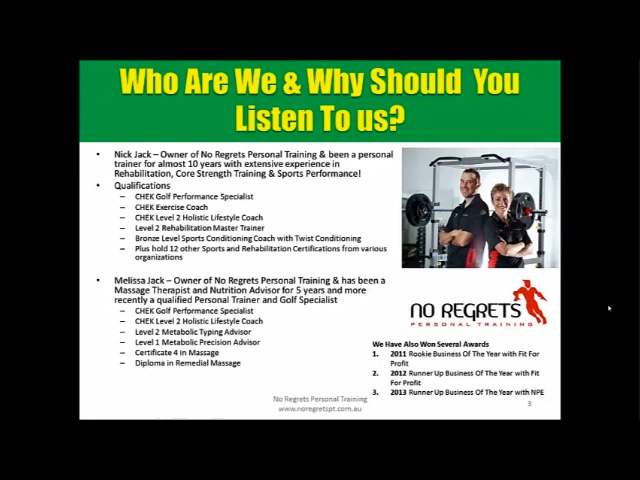 Who Are We & Why Should You
Listen To us?
• Nick Jack – Owner of No Regrets Personal Training & been a personal
trainer for almost 10 years with extensive experience in
Rehabilitation, Core Strength Training & Sports Performance!
• Qualifications
– CHEK Golf Performance Specialist
– CHEK Exercise Coach
– CHEK Level 2 Holistic Lifestyle Coach
– Level 2 Rehabilitation Master Trainer
– Bronze Level Sports Conditioning Coach with Twist Conditioning
– Plus hold 12 other Sports and Rehabilitation Certifications from various
organizations
• Melissa Jack – Owner of No Regrets Personal Training & has been a
Massage Therapist and Nutrition Advisor for 5 years and more
recently a qualified Personal Trainer and Golf Specialist
– CHEK Golf Performance Specialist
– CHEK Level 2 Holistic Lifestyle Coach
– Level 2 Metabolic Typing Advisor
– Level 1 Metabolic Precision Advisor
– Certificate 4 in Massage
– Diploma in Remedial Massage
NO REGRETS
PERSONAL TRAINING
We Have Also Won Several Awards
1. 2011 Rookie Business Of The Year with Fit For
Profit
2. 2012 Runner Up Business Of The Year with Fit
For Profit
3. 2013 Runner Up Business Of The Year with NPE
No Regrets Personal Training
www.noregretspt.com.au
3